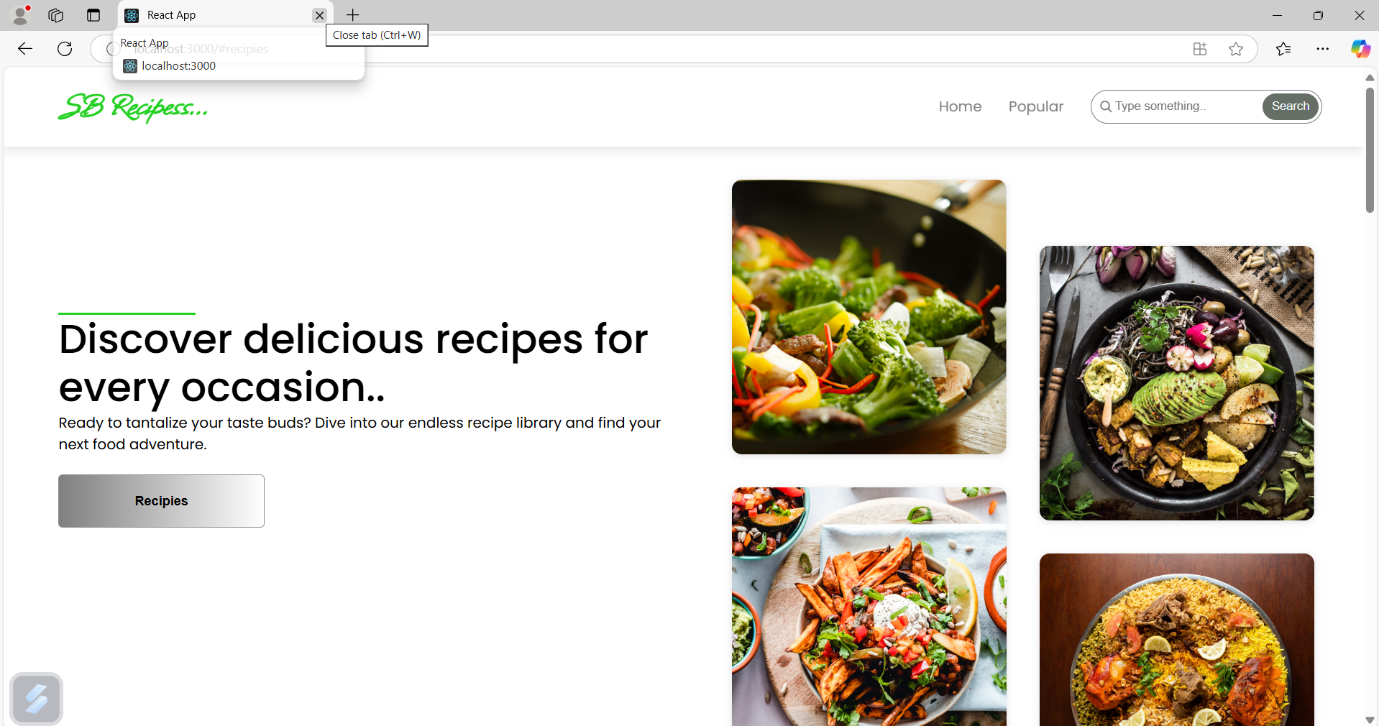 React App
Close tab (Ctrl+W)
React App
localhost:3000/#recipies
localhost:3000
SB Recipess...
Home
Popular
Type something..
Search
Discover delicious recipes for
every occasion..
Ready to tantalize your taste buds? Dive into our endless recipe library and find your
next food adventure.
Recipies